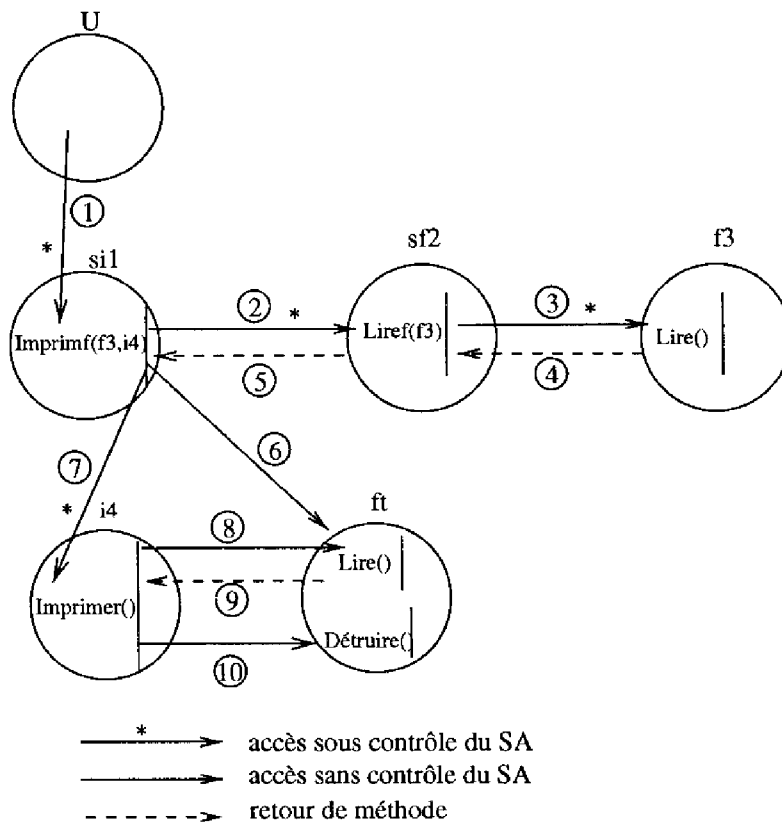 U
1
*
si1
sf2
f3
Imprimf(f3,i4)
2
*
Liref(f3)
3
*
Lire()
5
4
7
6
*
i4
ft
8
Imprimer()
Lire()
9
Détruire()
10
*
accès sous contrôle du SA
accès sans contrôle du SA
retour de méthode